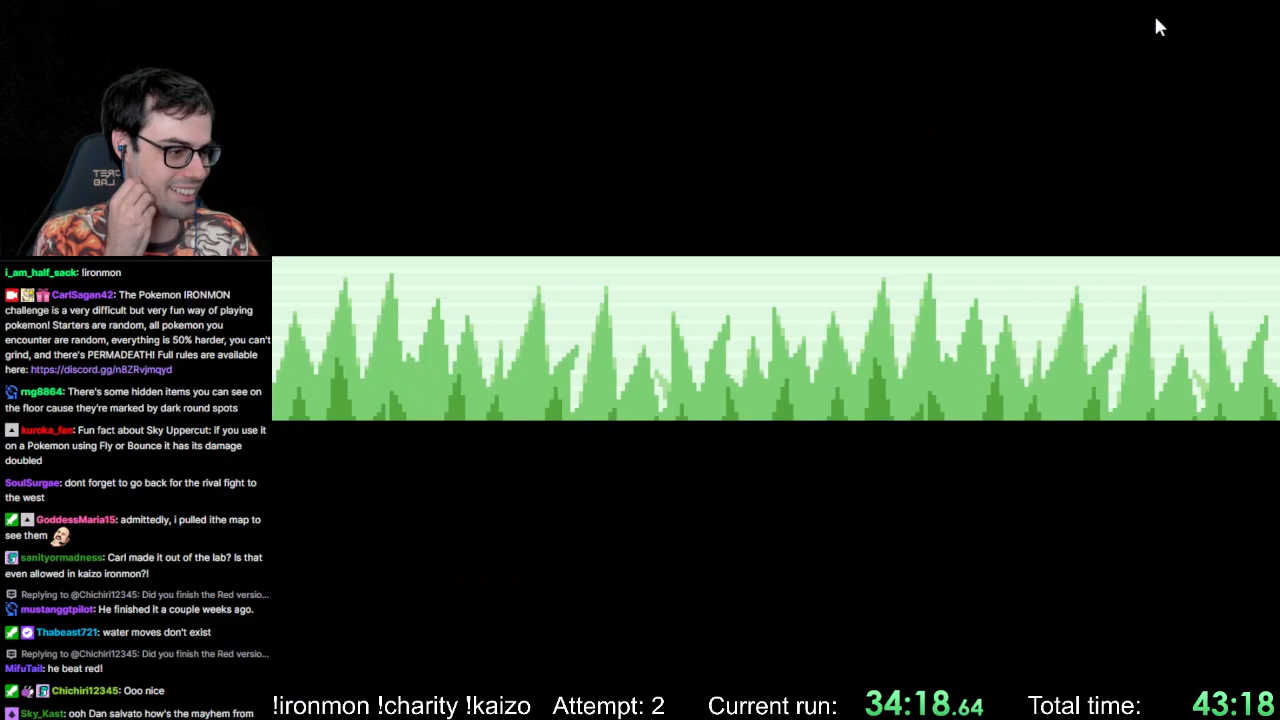 i_am_half_sack: !ironmon
CarlSagan42: The Pokemon IRONMON
challenge is a very difficult but very fun way of playing
pokemon! Starters are random, all pokemon you
encounter are random, everything is 50% harder, you can't
grind, and there's PERMADEATH! Full rules are available
here: https://discord.gg/n8ZRvjmqyd
rng8864: There's some hidden items you can see on
the floor cause they're marked by dark round spots
kuroka_fan: Fun fact about Sky Uppercut: if you use it
on a Pokemon using Fly or Bounce it has its damage
doubled
SoulSurgae: dont forget to go back for the rival fight to
the west
GoddessMaria15: admittedly, i pulled ithe map to
see them
sanityormadness: Carl made it out of the lab? Is that
even allowed in kaizo ironmon?!
Replying to @Chichiri12345: Did you finish the Red versio...
mustanggtpilot: He finished it a couple weeks ago.
Thabeast721: water moves don't exist
Replying to @Chichiri12345: Did you finish the Red versio...
MifuTail: he beat red!
Chichiri12345: Ooo nice
Sky_Kast: ooh Dan salvato how's the mayhem from
!ironmon !charity !kaizo Attempt: 2 Current run: 34:18.64 Total time: 43:18